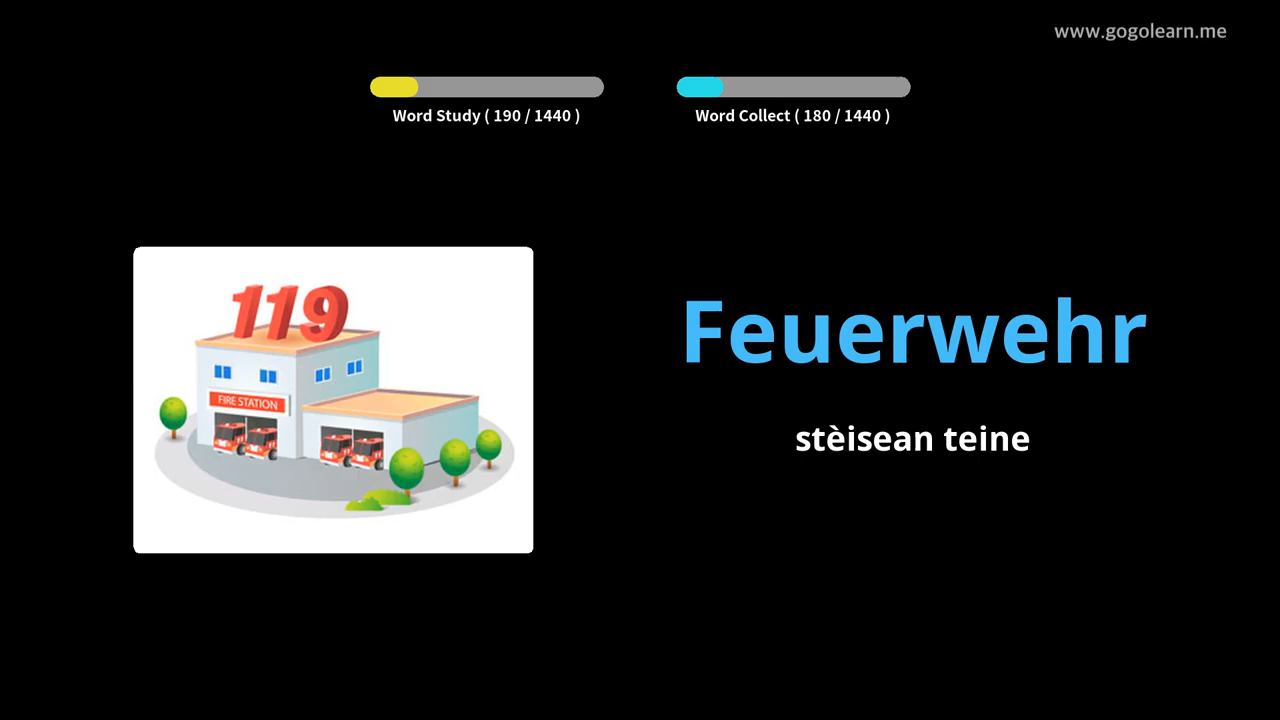 www.gogolearn.me
Word Study ( 190 / 1440 )
Word Collect ( 180 / 1440 )
119
FIRE STATION
Feuerwehr
stèisean teine